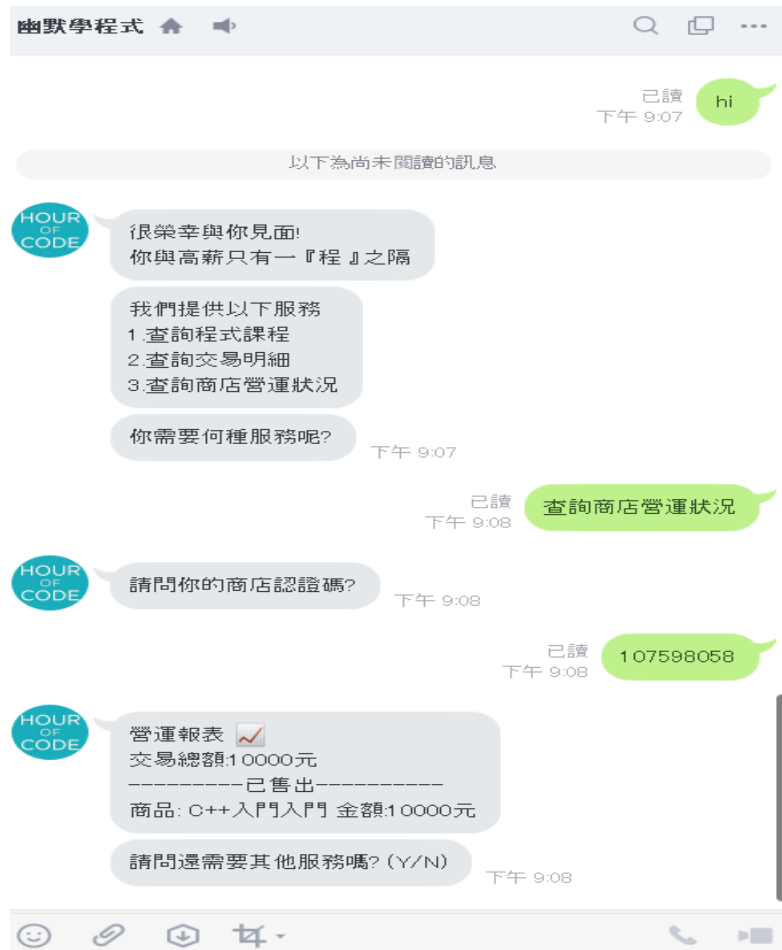 幽默學程式
已讀
下午 9:07
hi
以下為尚未閱讀的訊息
HOUR
OF
CODE
很榮幸與你見面!
你與高薪只有一『程 』之隔
我們提供以下服務
1.查詢程式課程
2.查詢交易明細
3.查詢商店營運狀況
你需要何種服務呢?
下午 9:07
已讀
下午 9:08
查詢商店營運狀況
HOUR
OF
CODE
請問你的商店認證碼?
下午 9:08
已讀
下午 9:08
107598058
HOUR
OF
CODE
營運報表
交易總額:10000元
---------已售出----------
商品: C++入門入門 金額:10000元
請問還需要其他服務嗎? (Y/N)
下午 9:08